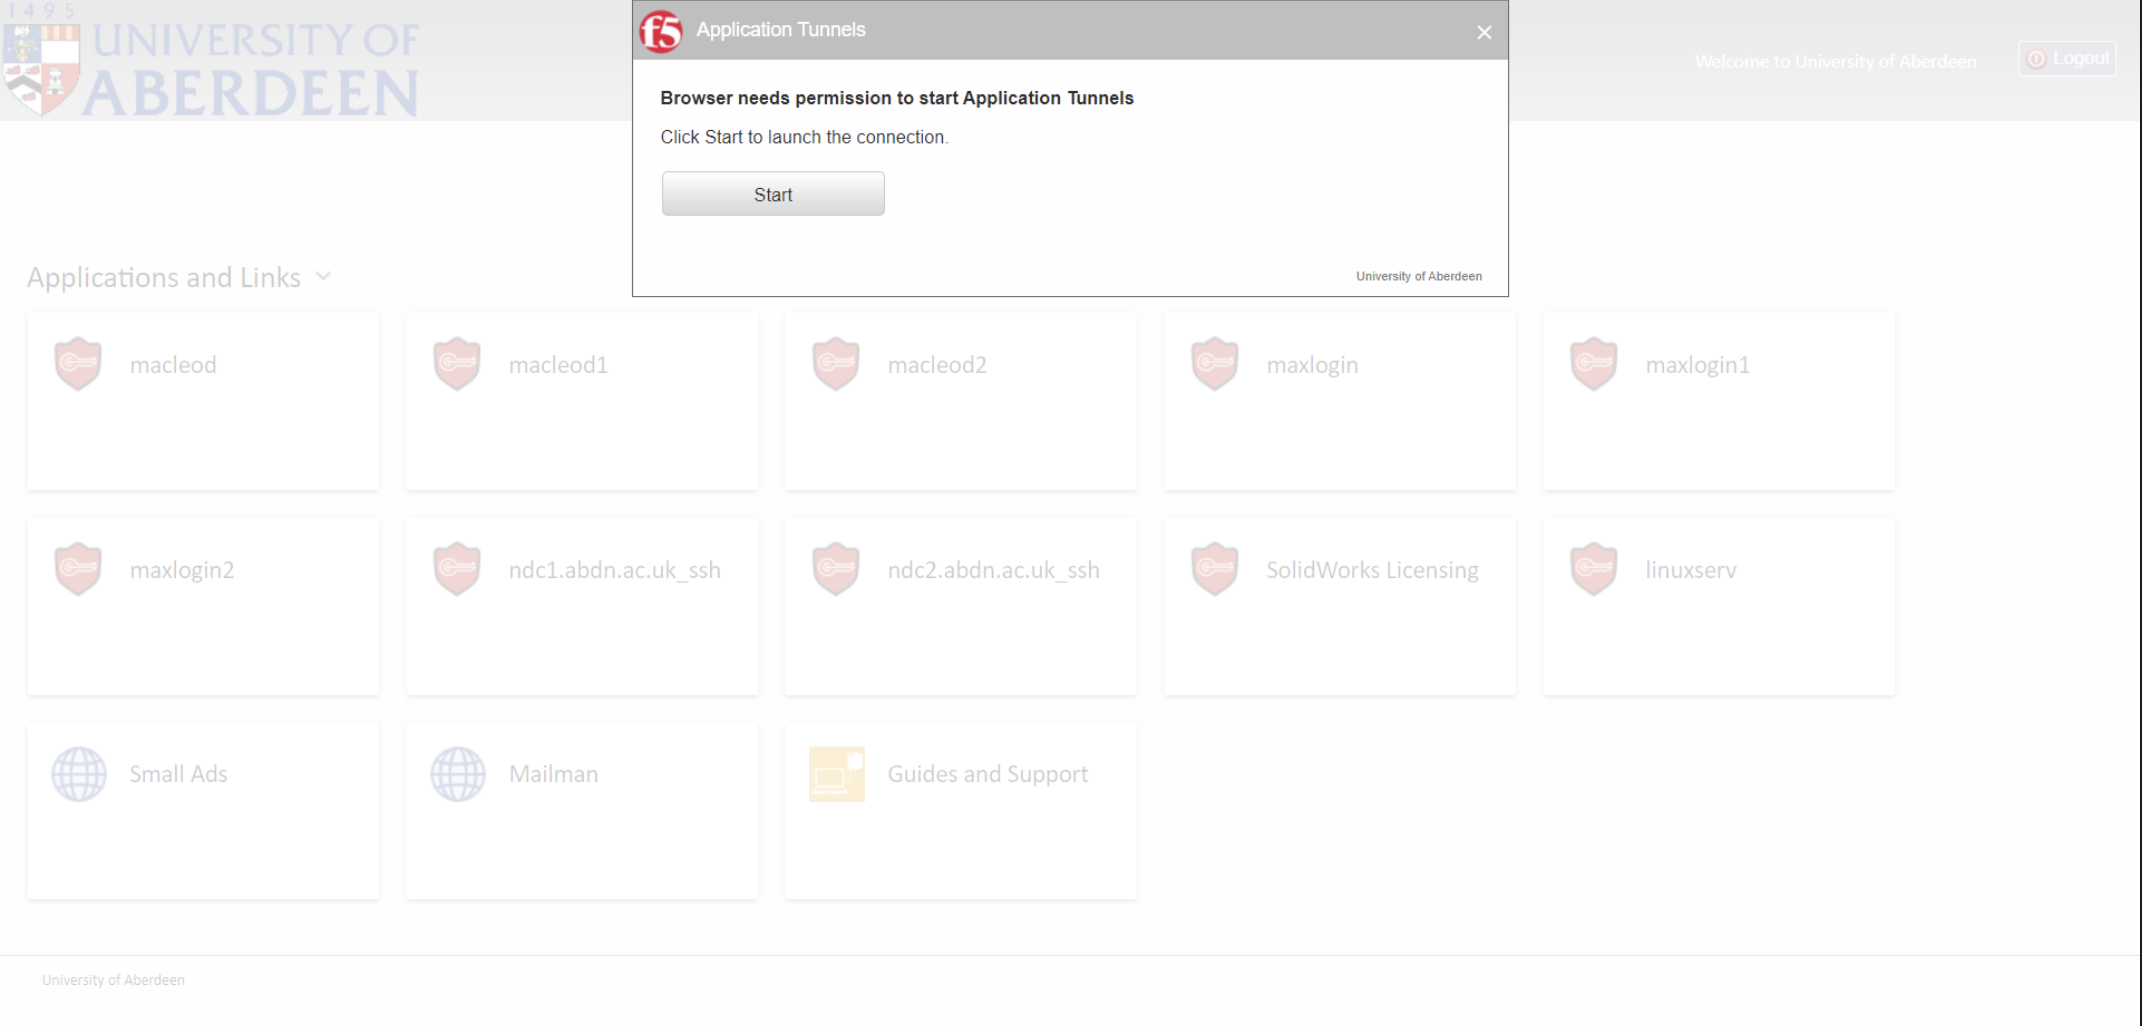 1495
UNIVERSITY OF
ABERDEEN
f5 Application Tunnels
Browser needs permission to start Application Tunnels
Click Start to launch the connection.
Start
University of Aberdeen
Welcome to University of Aberdeen
Logout
Applications and Links
macleod
macleod1
macleod2
maxlogin
maxlogin1
maxlogin2
ndc1.abdn.ac.uk_ssh
ndc2.abdn.ac.uk_ssh
SolidWorks Licensing
linuxserv
Small Ads
Mailman
Guides and Support
University of Aberdeen